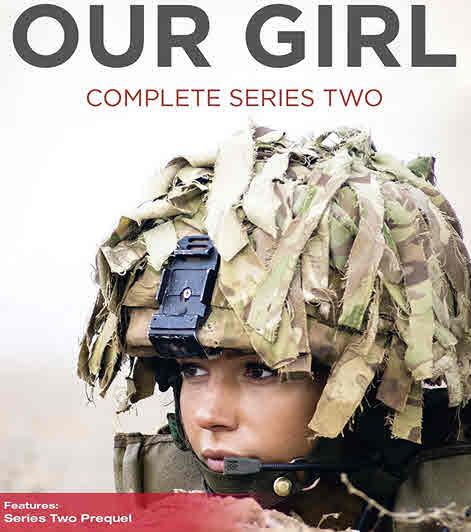 OUR GIRL
COMPLETE SERIES TWO
Features:
Series Two Prequel